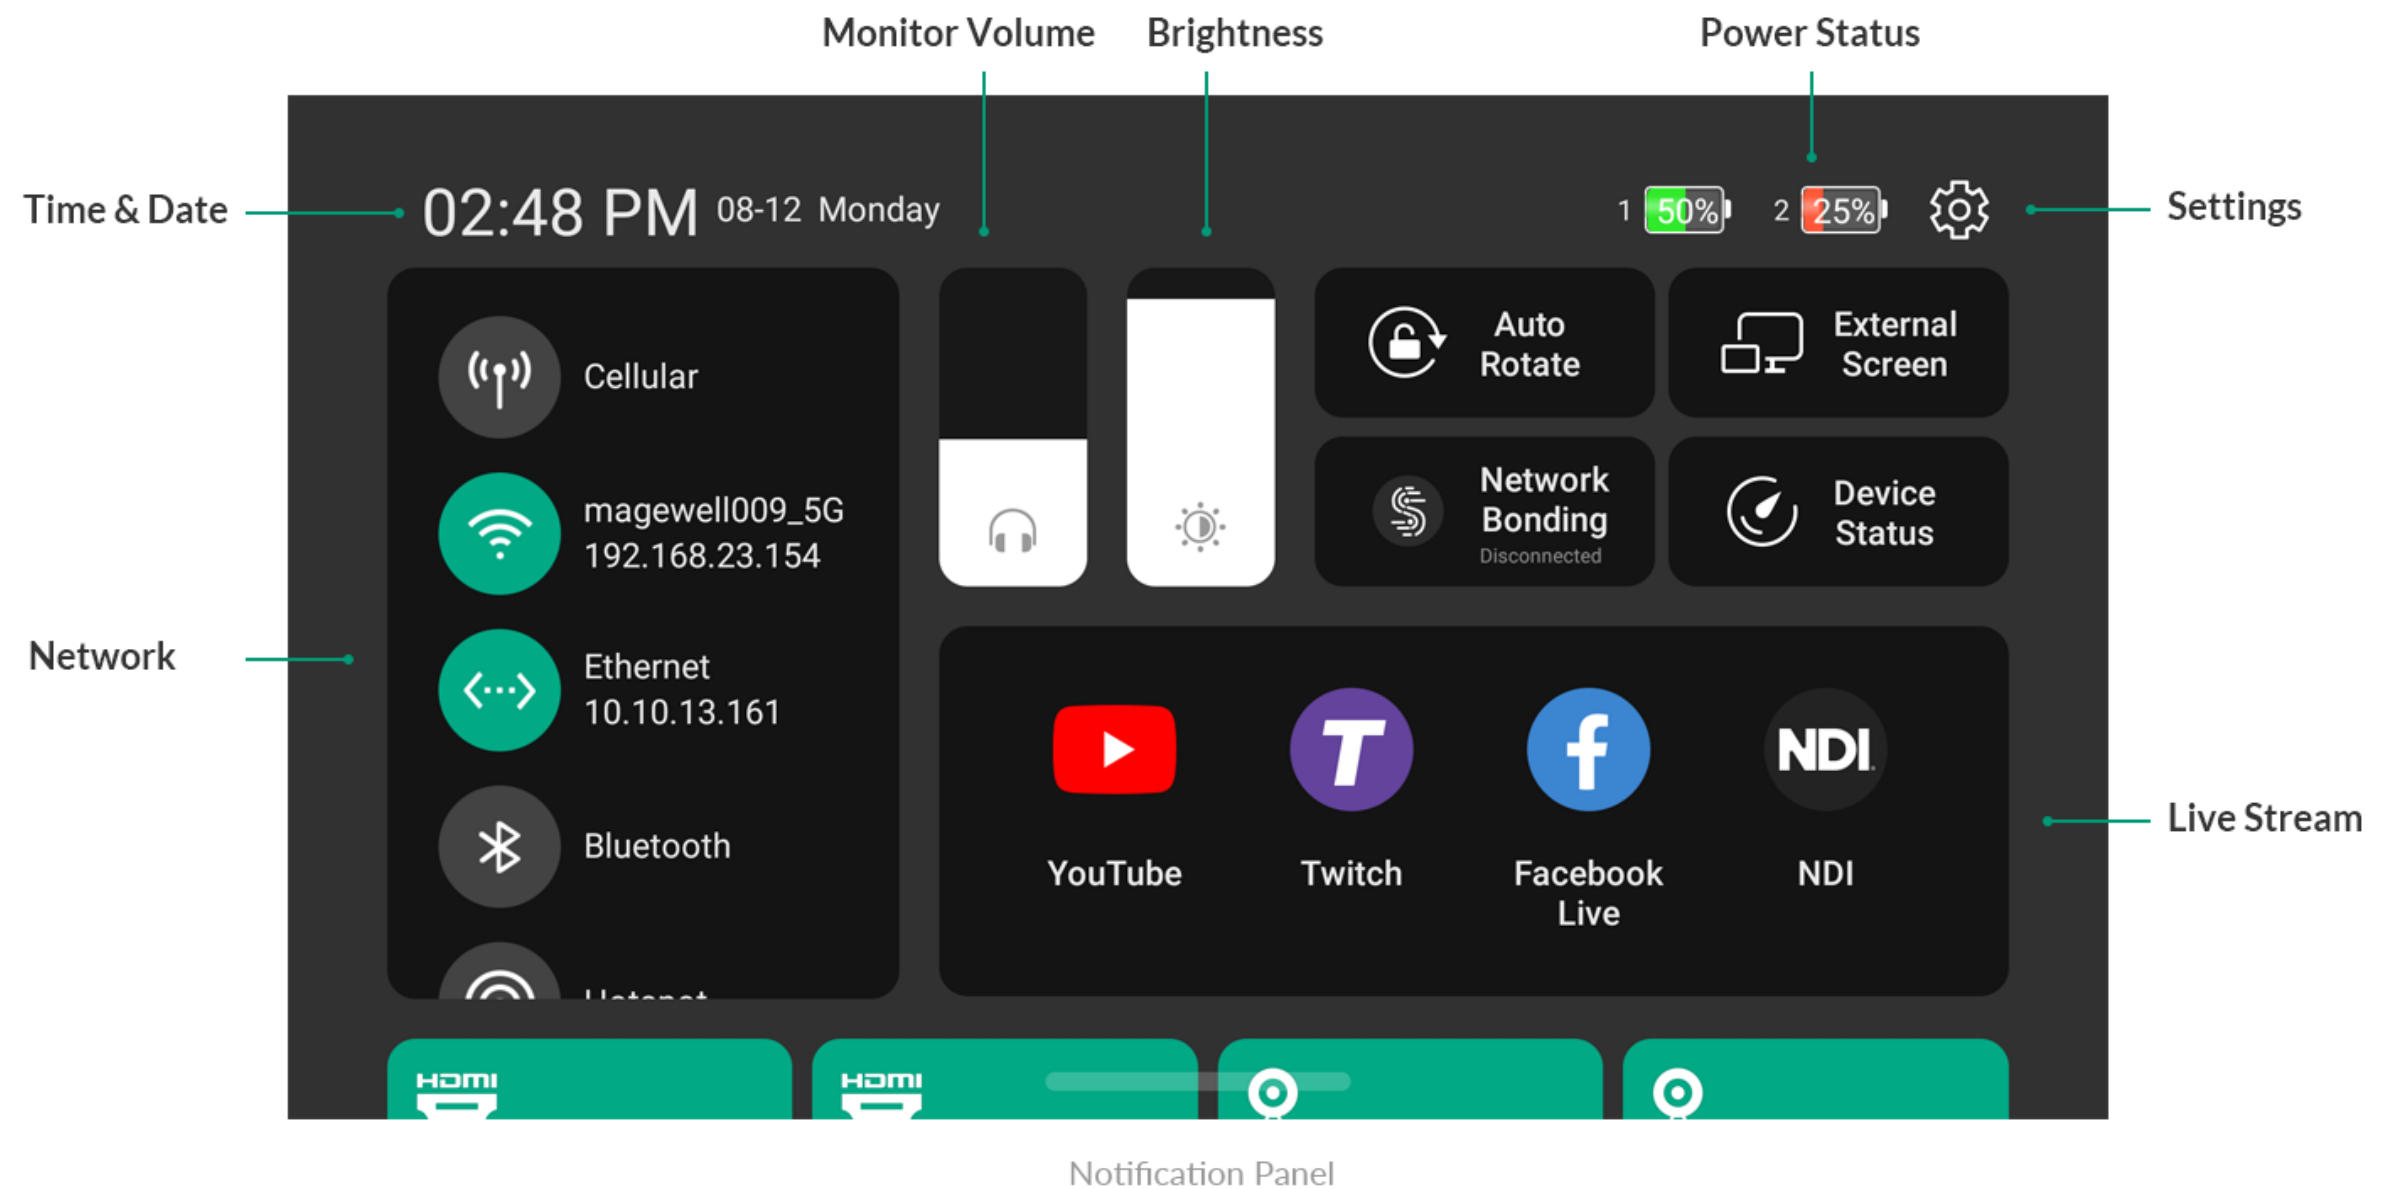 Monitor Volume
Brightness
Power Status
Time & Date
02:48 PM 08-12 Monday
1 50% 2 25%
Settings
Cellular
magewell009_5G
192.168.23.154
Ethernet
10.10.13.161
Bluetooth
Network
Auto
Rotate
External
Screen
Network
Bonding
Disconnected
Device
Status
NDI
YouTube
Twitch
Facebook
Live
NDI
Live Stream
HDMI
HDMI
Notification Panel